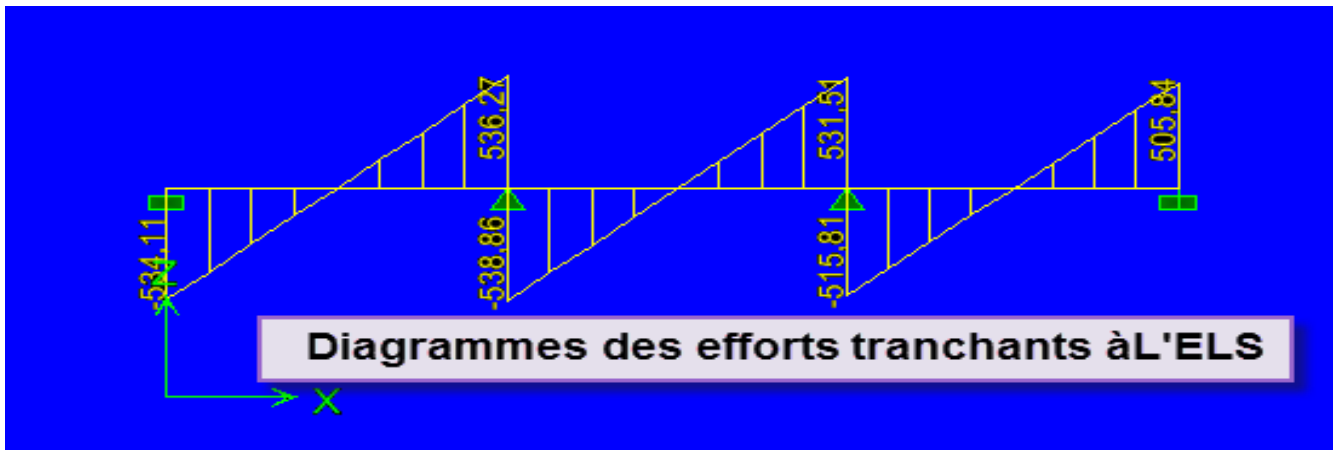 536.27
531.51
505.84
-534.11
-538.86
-515.81
Z
Diagrammes des efforts tranchants àL'ELS
X